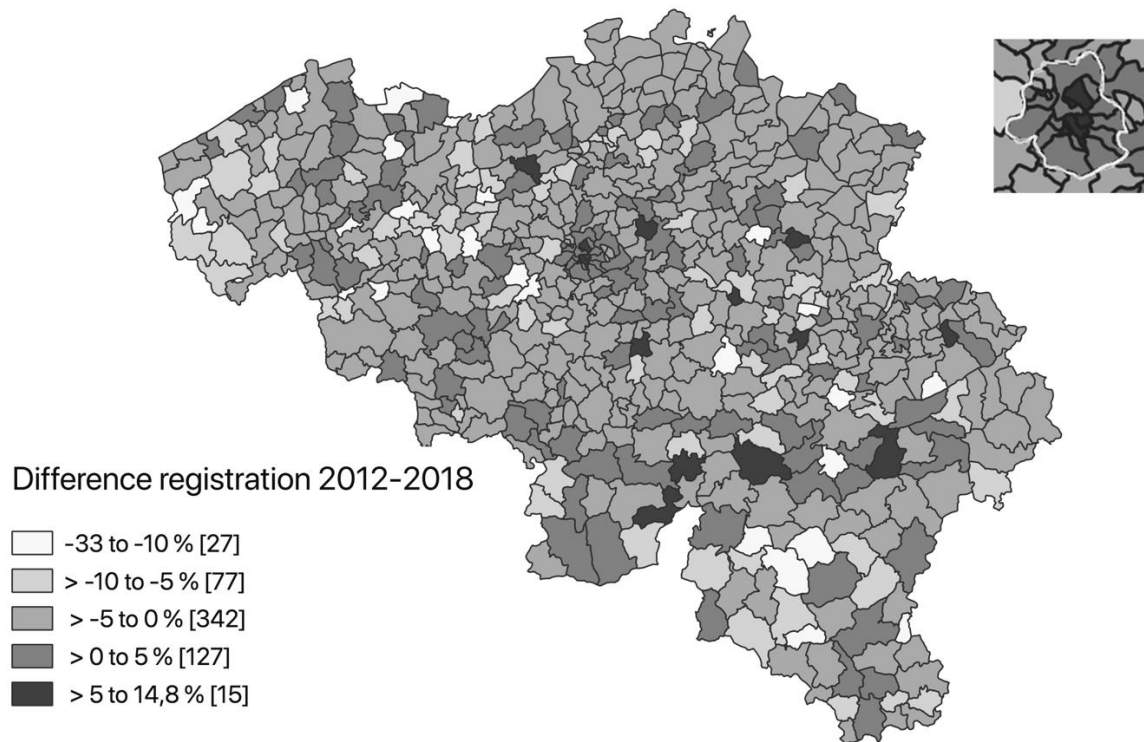 Difference registration 2012-2018
-33 to -10 % [27]
> -10 to -5 % [77]
> -5 to 0 % [342]
> 0 to 5 % [127]
> 5 to 14,8 % [15]